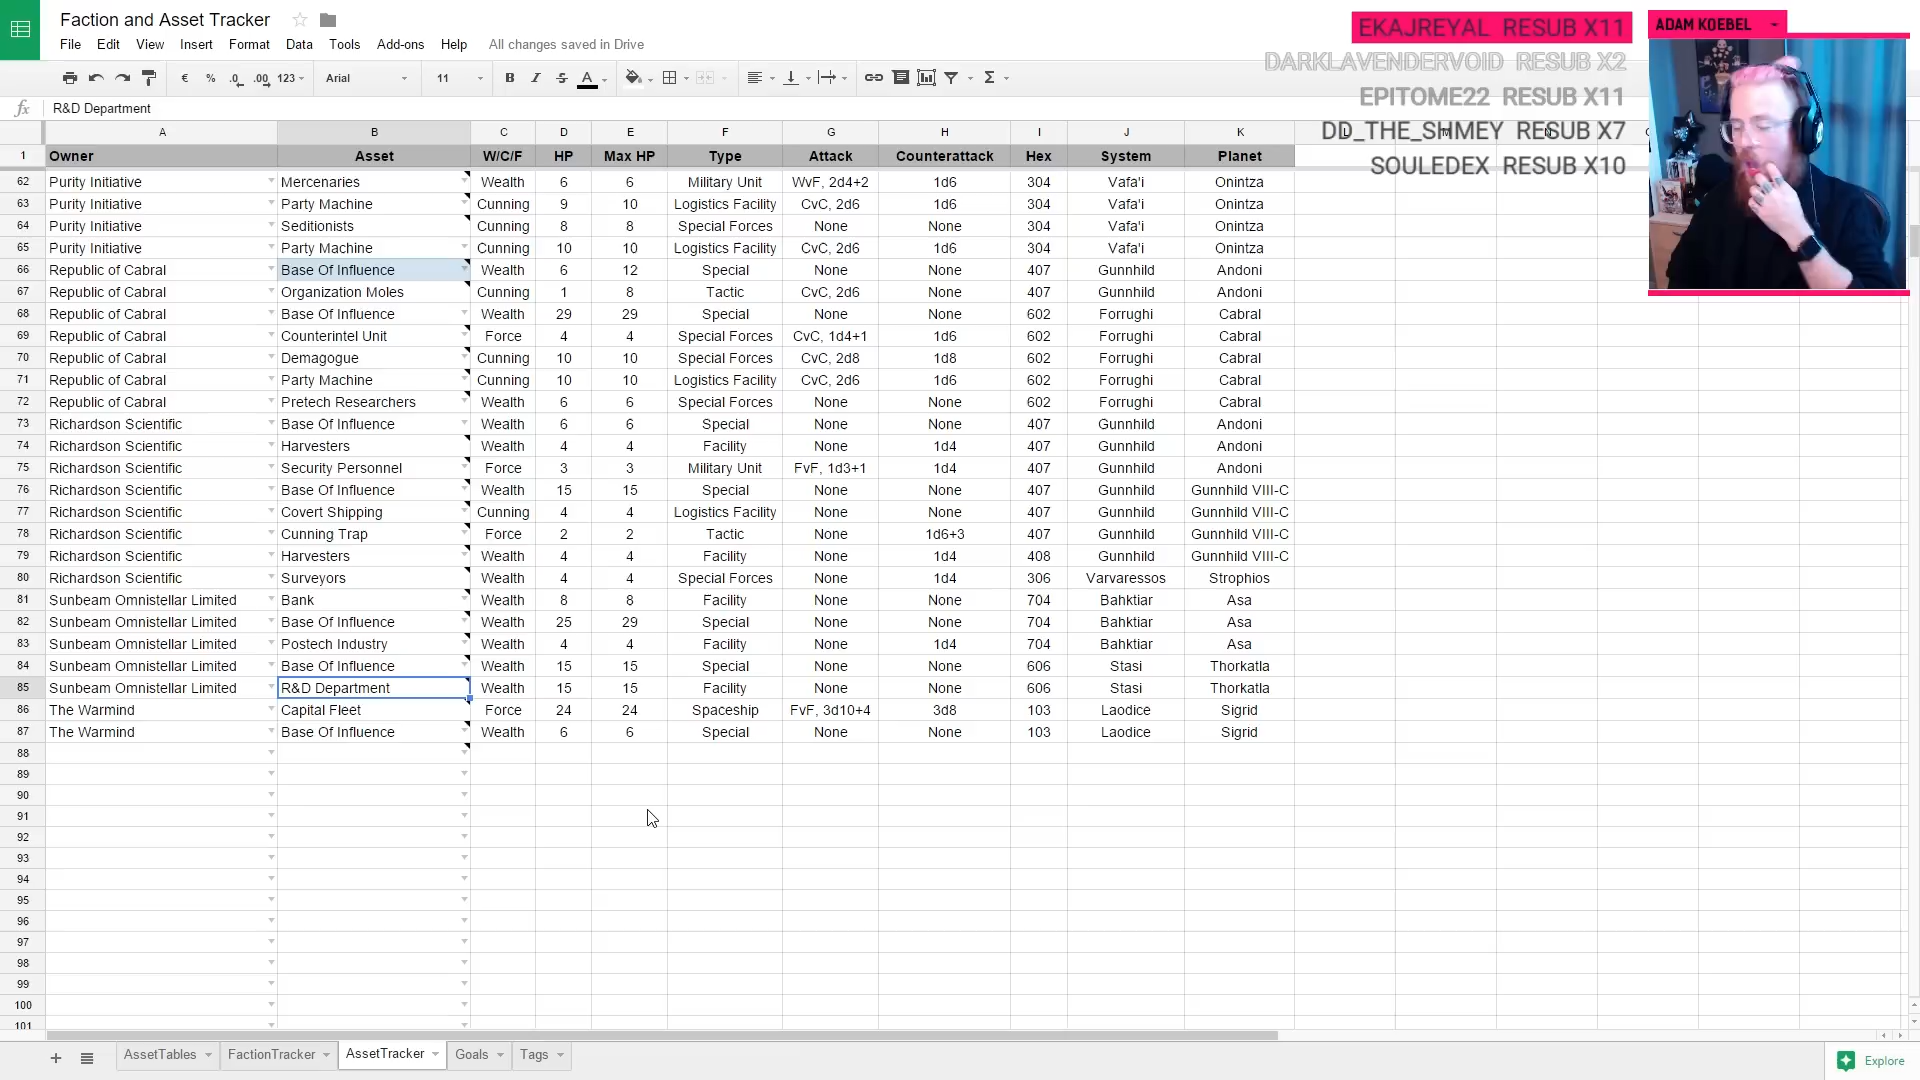 Faction and Asset Tracker
File Edit View Insert Format Data Tools Add-ons Help All changes saved in Drive
€ % .0 .00 123 Arial 11 B I S A Σ
fx R&D Department
A B C D E F G H I J K
1 Owner Asset W/C/F HP Max HP Type Attack Counterattack Hex System Planet
62 Purity Initiative Mercenaries Wealth 6 6 Military Unit WvF, 2d4+2 1d6 304 Vafa'i Onintza
63 Purity Initiative Party Machine Cunning 9 10 Logistics Facility CvC, 2d6 1d6 304 Vafa'i Onintza
64 Purity Initiative Seditionists Cunning 8 8 Special Forces None None 304 Vafa'i Onintza
65 Purity Initiative Party Machine Cunning 10 10 Logistics Facility CvC, 2d6 1d6 304 Vafa'i Onintza
66 Republic of Cabral Base Of Influence Wealth 6 12 Special None None 407 Gunnhild Andoni
67 Republic of Cabral Organization Moles Cunning 1 8 Tactic CvC, 2d6 None 407 Gunnhild Andoni
68 Republic of Cabral Base Of Influence Wealth 29 29 Special None None 602 Forrughi Cabral
69 Republic of Cabral Counterintel Unit Force 4 4 Special Forces CvC, 1d4+1 1d6 602 Forrughi Cabral
70 Republic of Cabral Demagogue Cunning 10 10 Special Forces CvC, 2d8 1d8 602 Forrughi Cabral
71 Republic of Cabral Party Machine Cunning 10 10 Logistics Facility CvC, 2d6 1d6 602 Forrughi Cabral
72 Republic of Cabral Pretech Researchers Wealth 6 6 Special Forces None None 602 Forrughi Cabral
73 Richardson Scientific Base Of Influence Wealth 6 6 Special None None 407 Gunnhild Andoni
74 Richardson Scientific Harvesters Wealth 4 4 Facility None 1d4 407 Gunnhild Andoni
75 Richardson Scientific Security Personnel Force 3 3 Military Unit FvF, 1d3+1 1d4 407 Gunnhild Andoni
76 Richardson Scientific Base Of Influence Wealth 15 15 Special None None 407 Gunnhild Gunnhild VIII-C
77 Richardson Scientific Covert Shipping Cunning 4 4 Logistics Facility None None 407 Gunnhild Gunnhild VIII-C
78 Richardson Scientific Cunning Trap Force 2 2 Tactic None 1d6+3 407 Gunnhild Gunnhild VIII-C
79 Richardson Scientific Harvesters Wealth 4 4 Facility None 1d4 408 Gunnhild Gunnhild VIII-C
80 Richardson Scientific Surveyors Wealth 4 4 Special Forces None 1d4 306 Varvaressos Strophios
81 Sunbeam Omnistellar Limited Bank Wealth 8 8 Facility None None 704 Bahktiar Asa
82 Sunbeam Omnistellar Limited Base Of Influence Wealth 25 29 Special None None 704 Bahktiar Asa
83 Sunbeam Omnistellar Limited Postech Industry Wealth 4 4 Facility None 1d4 704 Bahktiar Asa
84 Sunbeam Omnistellar Limited Base Of Influence Wealth 15 15 Special None None 606 Stasi Thorkatla
85 Sunbeam Omnistellar Limited R&D Department Wealth 15 15 Facility None None 606 Stasi Thorkatla
86 The Warmind Capital Fleet Force 24 24 Spaceship FvF, 3d10+4 3d8 103 Laodice Sigrid
87 The Warmind Base Of Influence Wealth 6 6 Special None None 103 Laodice Sigrid
88
89
90
91
92
93
94
95
96
97
98
99
100
101
AssetTables FactionTracker AssetTracker Goals Tags
Explore
EKAJREYAL RESUB X11
DARKLAVENDERVOID RESUB X2
EPITOME22 RESUB X11
DD_THE_SHMEY RESUB X7
SOULEDEX RESUB X10
ADAM KOEBEL